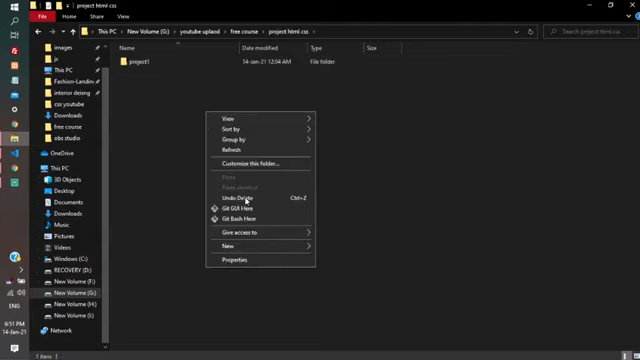 project html css
File
Home
Share
View
This PC > New Volume (G:) > youtube uplaod > free course > project html css >
Search project html css
Name
Date modified
Type
Size
images
js
This PC
Fashion-Landin
interior deisng
css youtube
Downloads
free course
obs studio
OneDrive
This PC
3D Objects
Desktop
Documents
Downloads
Music
Pictures
Videos
Windows (C:)
RECOVERY (D:)
New Volume (F:)
New Volume (G:)
New Volume (H:)
New Volume (I:)
Network
project1
14-Jan-21 12:04 AM
File folder
View
Sort by
Group by
Refresh
Customize this folder...
Paste
Paste shortcut
Undo Delete Ctrl+Z
Git GUI Here
Git Bash Here
Give access to
New
Properties
ENG
6:51 PM
14-Jan-21
1 items